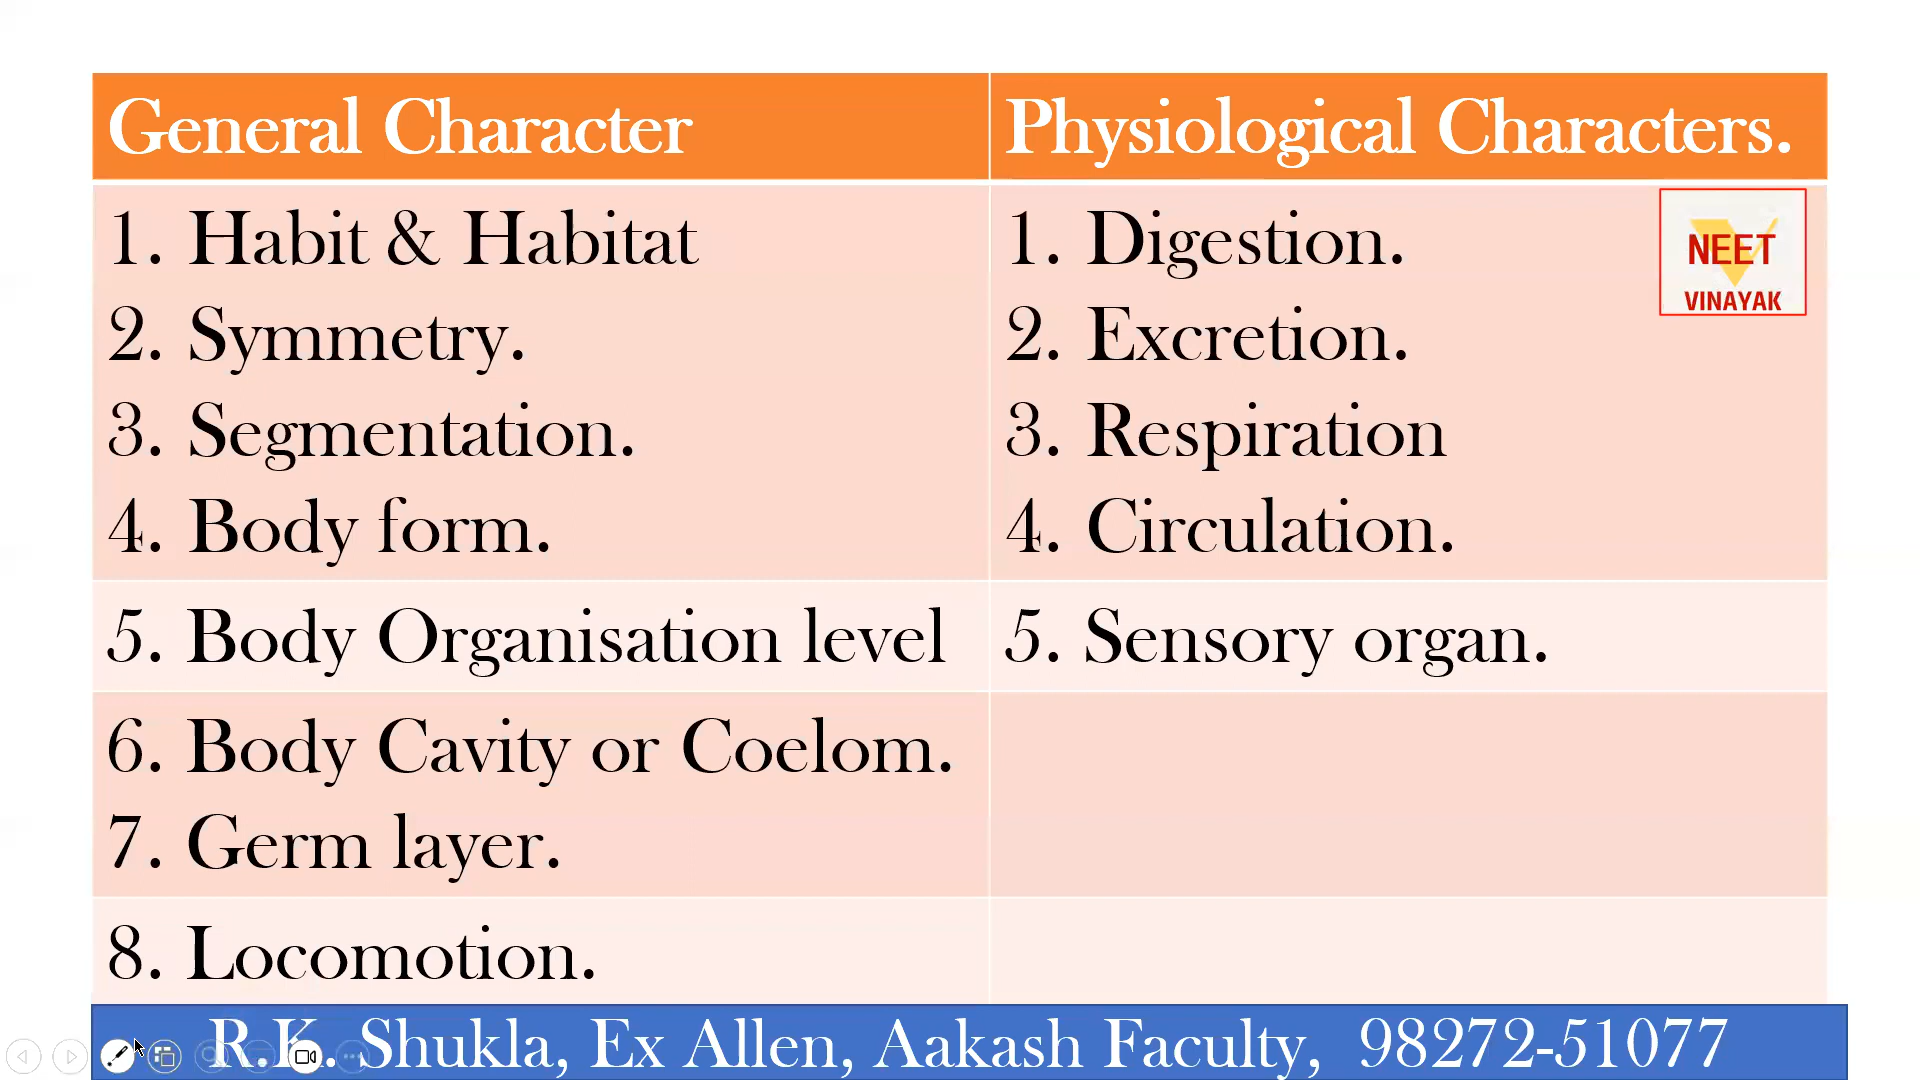 General Character
Physiological Characters.
1. Habit & Habitat
2. Symmetry.
3. Segmentation.
4. Body form.
1. Digestion.
2. Excretion.
3. Respiration
4. Circulation.
NEET
VINAYAK
5. Body Organisation level
5. Sensory organ.
6. Body Cavity or Coelom.
7. Germ layer.
8. Locomotion.
R.K. Shukla, Ex Allen, Aakash Faculty, 98272-51077